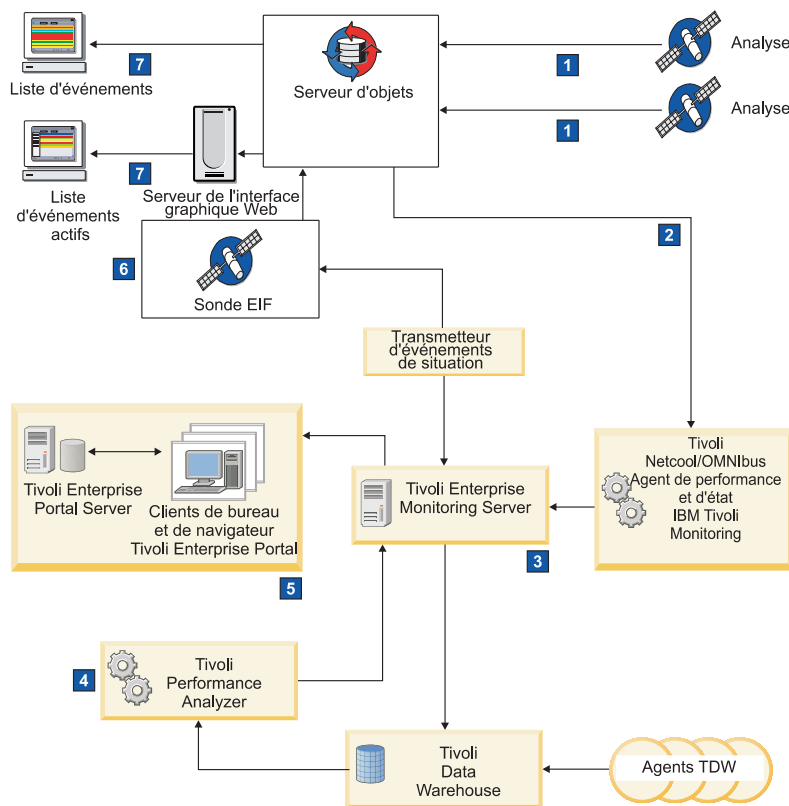 7
Liste d'événements
Serveur d'objets
1
Analyse
1
Analyse
7
Liste
d'événements
actifs
Serveur de l'interface
graphique Web
2
6
Sonde EIF
Transmetteur
d'événements
de situation
Tivoli Enterprise
Portal Server
Clients de bureau
et de navigateur
Tivoli Enterprise Portal
5
Tivoli Enterprise
Monitoring Server
3
Tivoli
Netcool/OMNIbus
Agent de performance
et d'état
IBM Tivoli
Monitoring
4
Tivoli
Performance
Analyzer
Tivoli
Data
Warehouse
Agents TDW